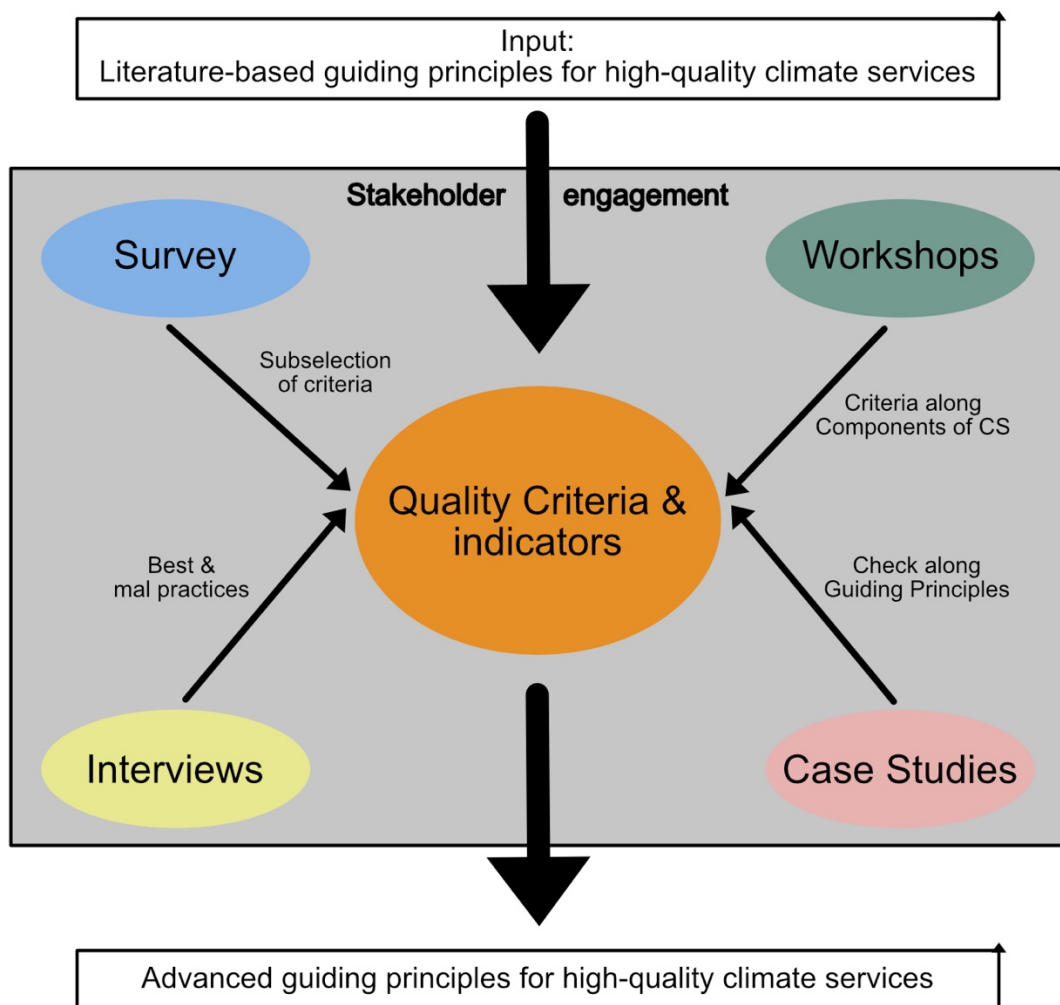 Input:
Literature-based guiding principles for high-quality climate services
Stakeholder engagement
Survey
Workshops
Subselection
of criteria
Criteria along
Components of CS
Quality Criteria &
indicators
Best &
mal practices
Check along
Guiding Principles
Interviews
Case Studies
Advanced guiding principles for high-quality climate services